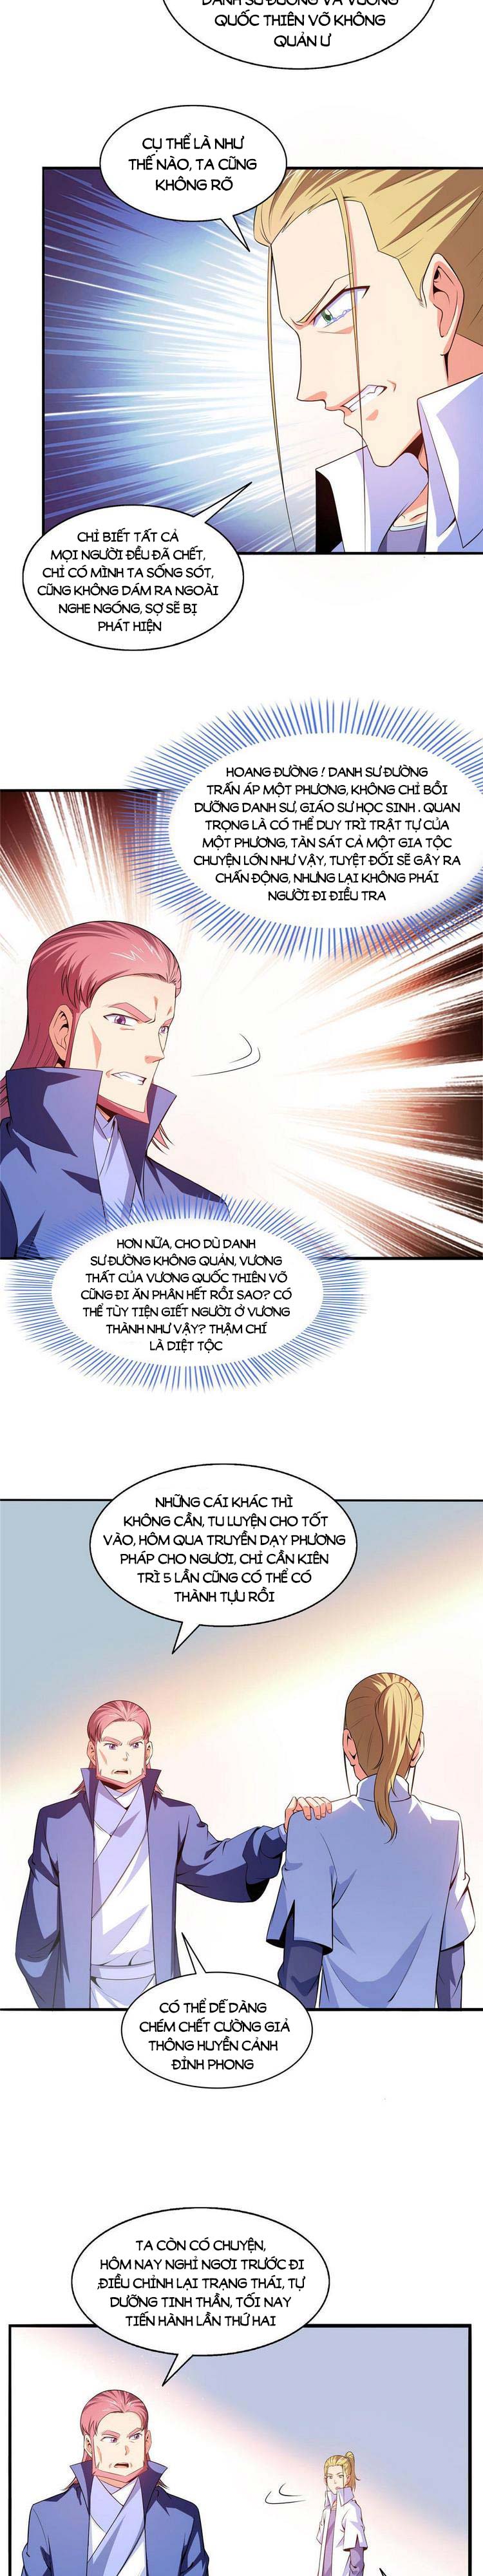 DANH SƯ ĐƯỜNG VÀ VƯƠNG
QUỐC THIÊN VÕ KHÔNG
QUẢN Ư
CỤ THỂ LÀ NHƯ
THẾ NÀO, TA CŨNG
KHÔNG RÕ
CHỈ BIẾT TẤT CẢ
MỌI NGƯỜI ĐỀU ĐÃ CHẾT,
CHỈ CÓ MÌNH TA SỐNG SÓT,
CŨNG KHÔNG DÁM RA NGOÀI
NGHE NGÓNG, SỢ SẼ BỊ
PHÁT HIỆN
HOANG ĐƯỜNG ! DANH SƯ ĐƯỜNG
TRẤN ÁP MỘT PHƯƠNG, KHÔNG CHỈ BỒI
DƯỠNG DANH SƯ, GIÁO SƯ HỌC SINH . QUAN
TRỌNG LÀ CÓ THỂ DUY TRÌ TRẬT TỰ CỦA
MỘT PHƯƠNG, TÀN SÁT CẢ MỘT GIA TỘC
CHUYỆN LỚN NHƯ VẬY, TUYỆT ĐỐI SẼ GÂY RA
CHẤN ĐỘNG, NHƯNG LẠI KHÔNG PHÁI
NGƯỜI ĐI ĐIỀU TRA
HƠN NỮA, CHO DÙ DANH
SƯ ĐƯỜNG KHÔNG QUẢN, VƯƠNG
THẤT CỦA VƯƠNG QUỐC THIÊN VÕ
CŨNG ĐI ĂN PHÂN HẾT RỒI SAO? CÓ
THỂ TÙY TIỆN GIẾT NGƯỜI Ở VƯƠNG
THÀNH NHƯ VẬY? THẬM CHÍ
LÀ DIỆT TỘC
NHỮNG CÁI KHÁC THÌ
KHÔNG CẦN, TU LUYỆN CHO TỐT
VÀO, HÔM QUA TRUYỀN DẠY PHƯƠNG
PHÁP CHO NGƯƠI, CHỈ CẦN KIÊN
TRÌ 5 LẦN CŨNG CÓ THỂ CÓ
THÀNH TỰU RỒI
CÓ THỂ DỄ DÀNG
CHÉM CHẾT CƯỜNG GIẢ
THÔNG HUYỀN CẢNH
ĐỈNH PHONG
TA CÒN CÓ CHUYỆN,
HÔM NAY NGHỈ NGƠI TRƯỚC ĐI
,ĐIỀU CHỈNH LẠI TRẠNG THÁI, TỰ
DƯỠNG TINH THẦN, TỐI NAY
TIẾN HÀNH LẦN THỨ HAI